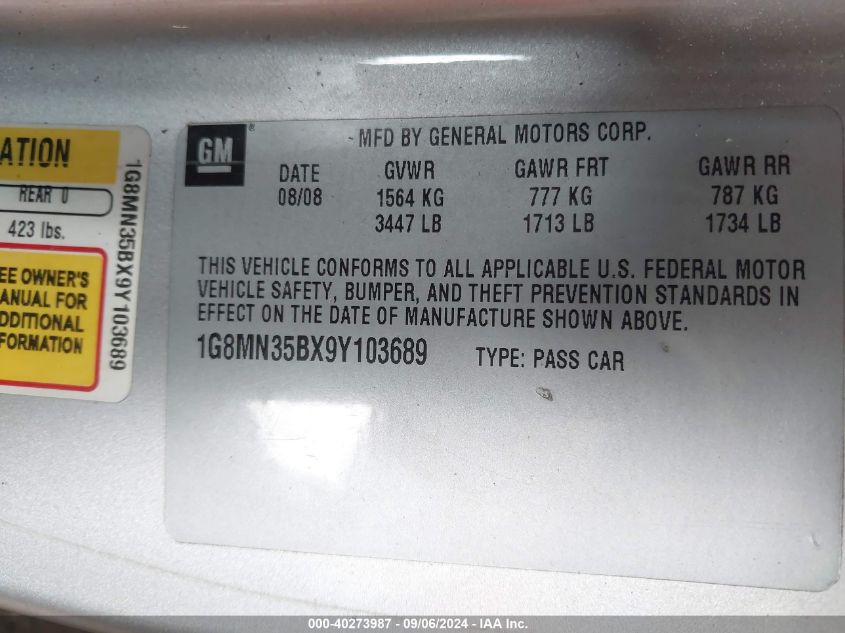 ATION
REAR 0
423 lbs.
EE OWNER'S
ANUAL FOR
DDITIONAL
FORMATION
1G8MN35BX9Y103689
GM®
MFD BY GENERAL MOTORS CORP.
DATE GVWR GAWR FRT GAWR RR
08/08 1564 KG 777 KG 787 KG
3447 LB 1713 LB 1734 LB
THIS VEHICLE CONFORMS TO ALL APPLICABLE U.S. FEDERAL MOTOR
VEHICLE SAFETY, BUMPER, AND THEFT PREVENTION STANDARDS IN
EFFECT ON THE DATE OF MANUFACTURE SHOWN ABOVE.
1G8MN35BX9Y103689 TYPE: PASS CAR
000-40273987 - 09/06/2024 - IAA Inc.